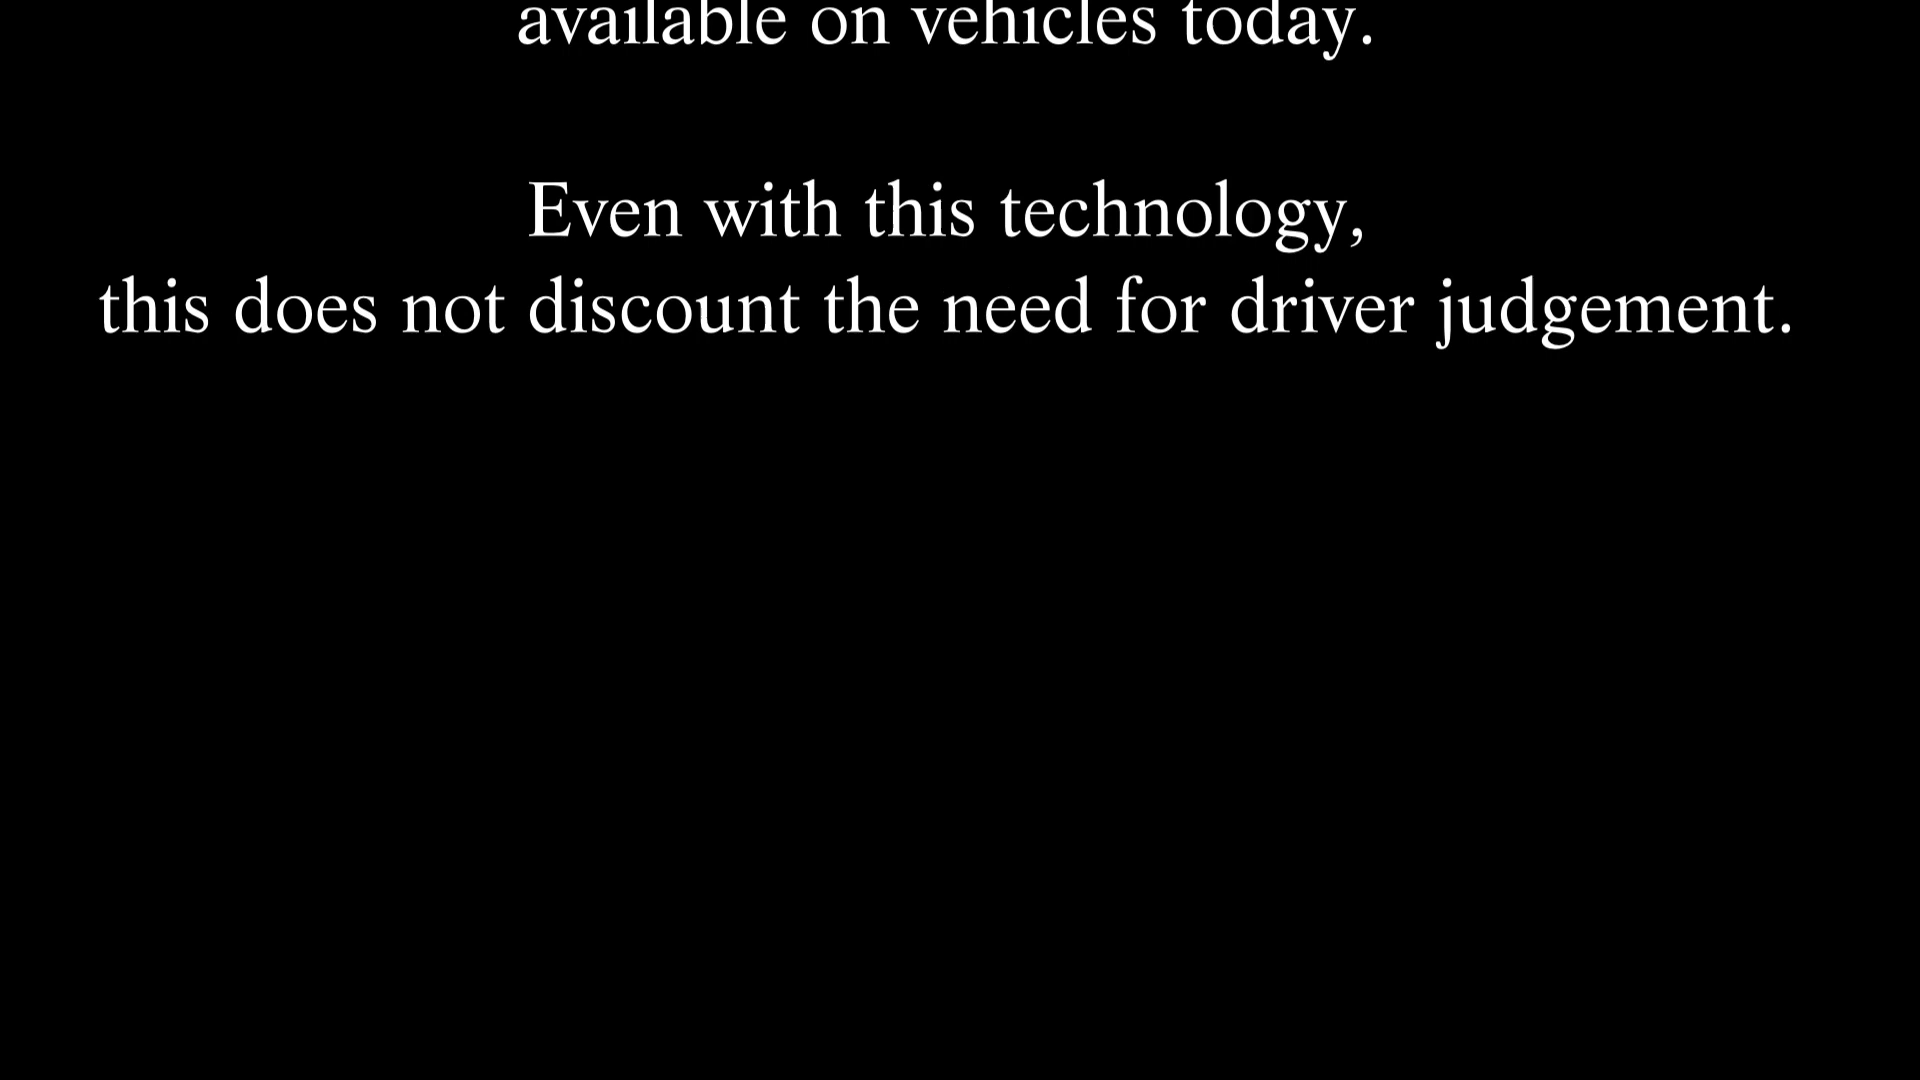 available on vehicles today.
Even with this technology,
this does not discount the need for driver judgement.